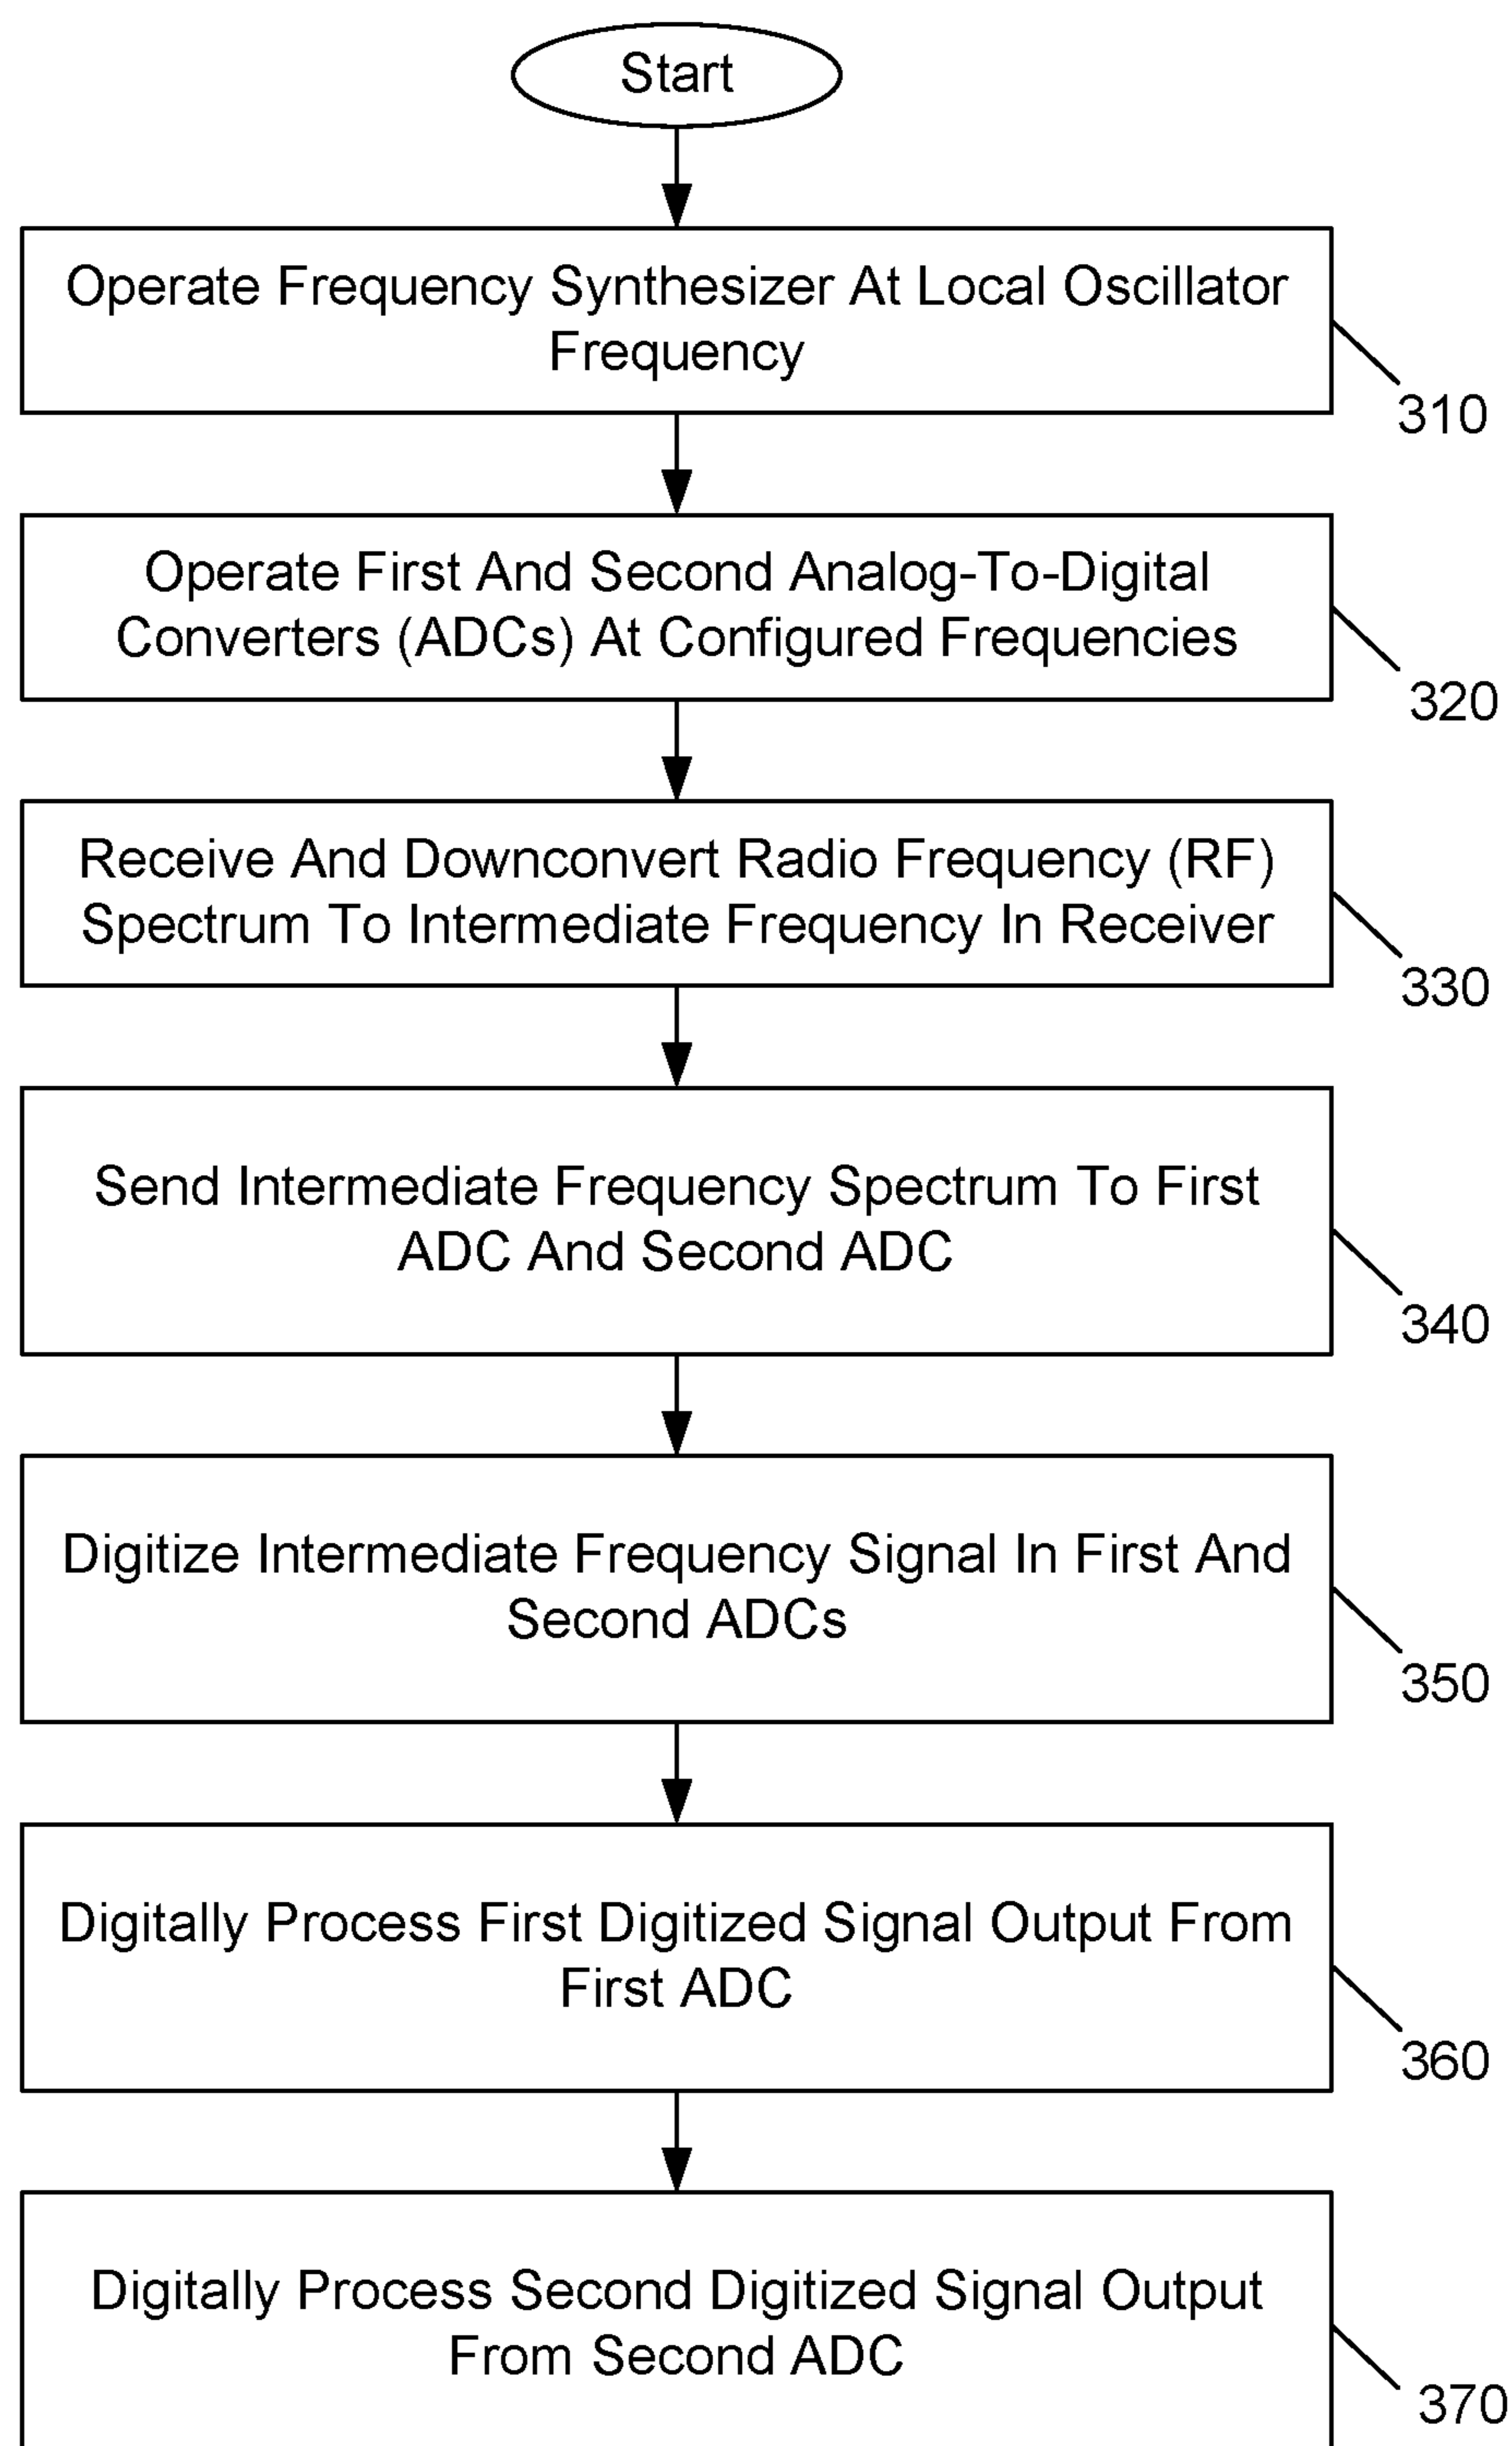 Start
Operate Frequency Synthesizer At Local Oscillator
Frequency
310
Operate First And Second Analog-To-Digital
Converters (ADCs) At Configured Frequencies
320
Receive And Downconvert Radio Frequency (RF)
Spectrum To Intermediate Frequency In Receiver
330
Send Intermediate Frequency Spectrum To First
ADC And Second ADC
340
Digitize Intermediate Frequency Signal In First And
Second ADCs
350
Digitally Process First Digitized Signal Output From
First ADC
360
Digitally Process Second Digitized Signal Output
From Second ADC
370